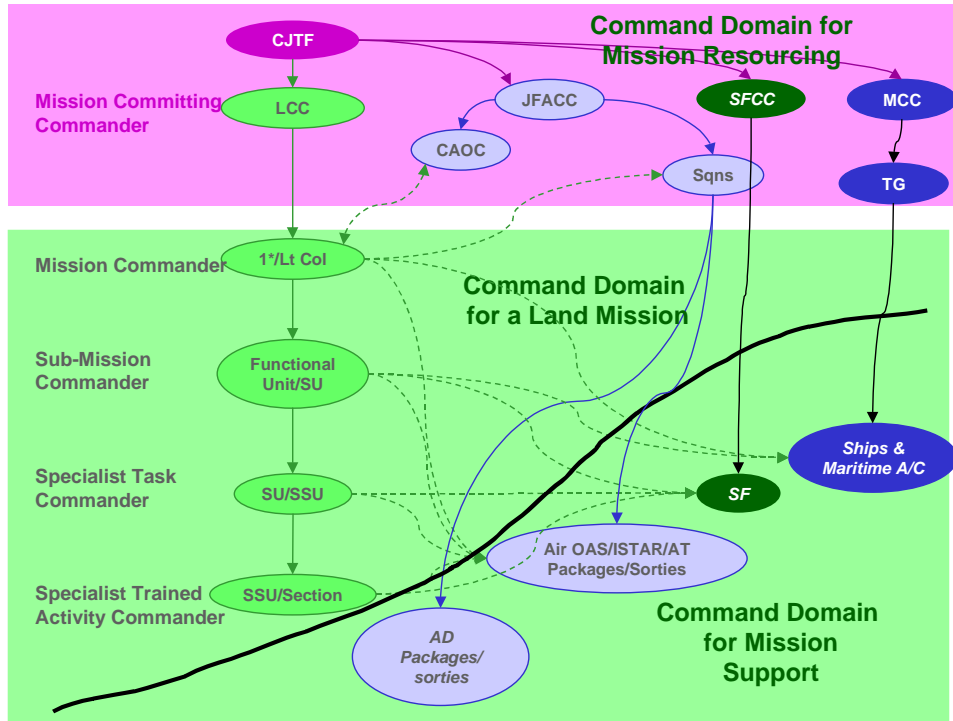 Command Domain for
Mission Resourcing
CJTF
Mission Committing
Commander
LCC
JFACC
SFCC
MCC
CAOC
Sqns
TG
Mission Commander
1*/Lt Col
Command Domain
for a Land Mission
Sub-Mission
Commander
Functional
Unit/SU
Ships &
Maritime A/C
Specialist Task
Commander
SU/SSU
SF
Air OAS/ISTAR/AT
Packages/Sorties
Specialist Trained
Activity Commander
SSU/Section
AD
Packages/
sorties
Command Domain
for Mission
Support